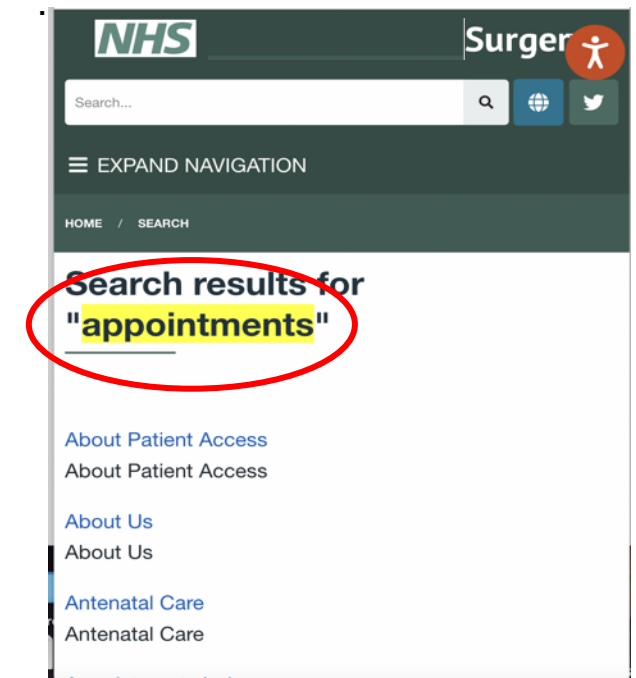 NHS
Surger
Search...
EXPAND NAVIGATION
HOME / SEARCH
Search results for
"appointments"
About Patient Access
About Patient Access
About Us
About Us
Antenatal Care
Antenatal Care